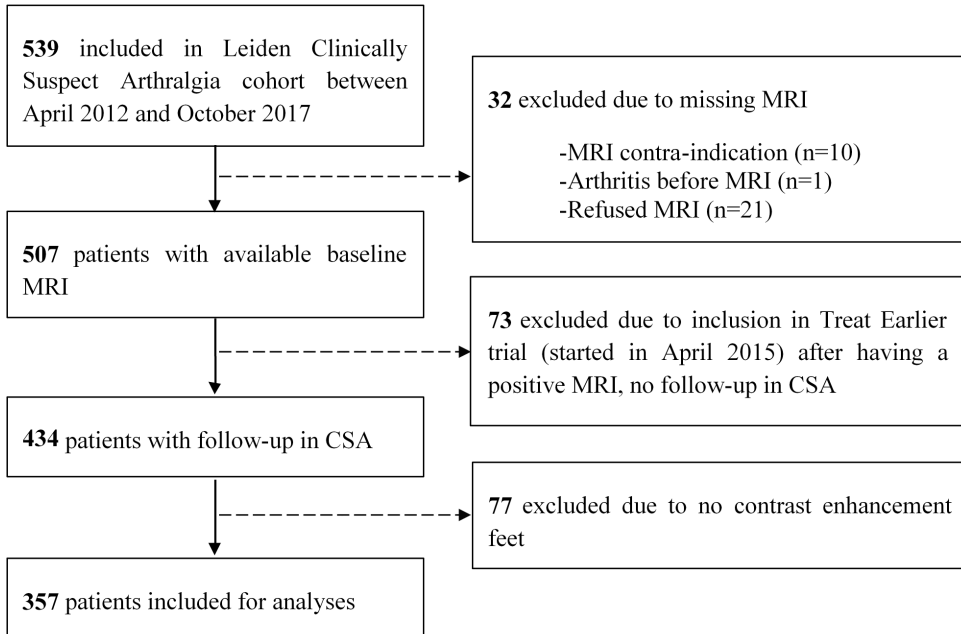 539 included in Leiden Clinically
Suspect Arthralgia cohort between
April 2012 and October 2017
32 excluded due to missing MRI
-MRI contra-indication (n=10)
-Arthritis before MRI (n=1)
-Refused MRI (n=21)
507 patients with available baseline
MRI
73 excluded due to inclusion in Treat Earlier
trial (started in April 2015) after having a
positive MRI, no follow-up in CSA
434 patients with follow-up in CSA
77 excluded due to no contrast enhancement
feet
357 patients included for analyses